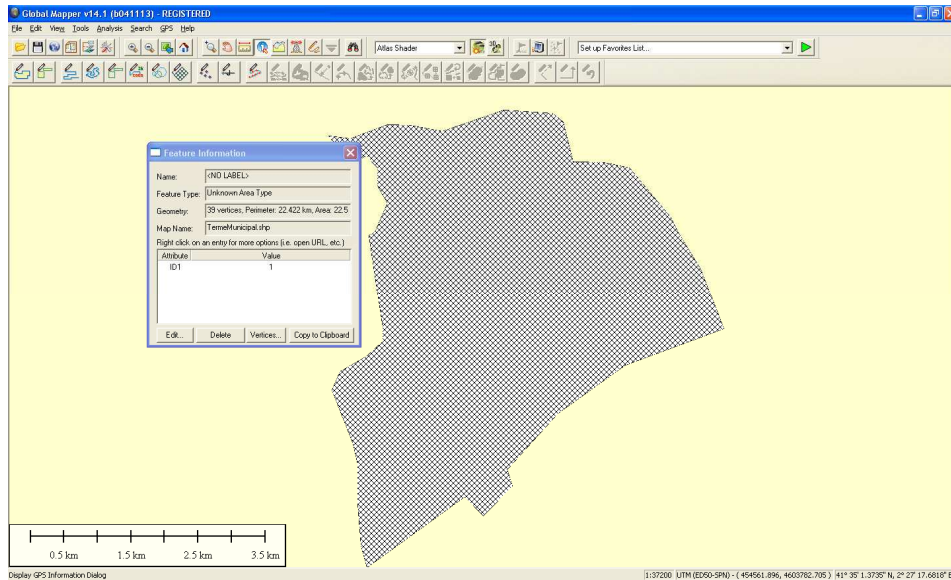 Global Mapper v14.1 (b041113) - REGISTERED
File Edit View Tools Analysis Search GPS Help
Atlas Shader
Set up Favorites List...
Feature Information
Name: <NO LABEL>
Feature Type: Unknown Area Type
Geometry: 39 vertices, Perimeter: 22.422 km, Area: 22.5
Map Name: TermeMunicipal.shp
Right click on an entry for more options (i.e. open URL, etc.)
Attribute Value
ID1 1
Edit... Delete Vertices... Copy to Clipboard
0.5 km 1.5 km 2.5 km 3.5 km
Display GPS Information Dialog 1:37200 UTM (ED50-SPN) - ( 454561.896, 4603782.705 ) 41° 35' 1.3735" N, 2° 27' 17.6818" E